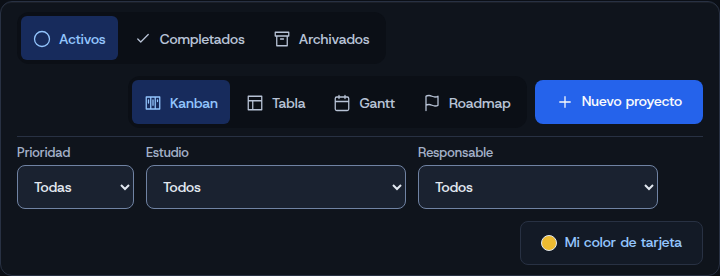 Activos Completados Archivados
Kanban Tabla Gantt Roadmap Nuevo proyecto
Prioridad Estudio Responsable
Todas Todos Todos
Mi color de tarjeta